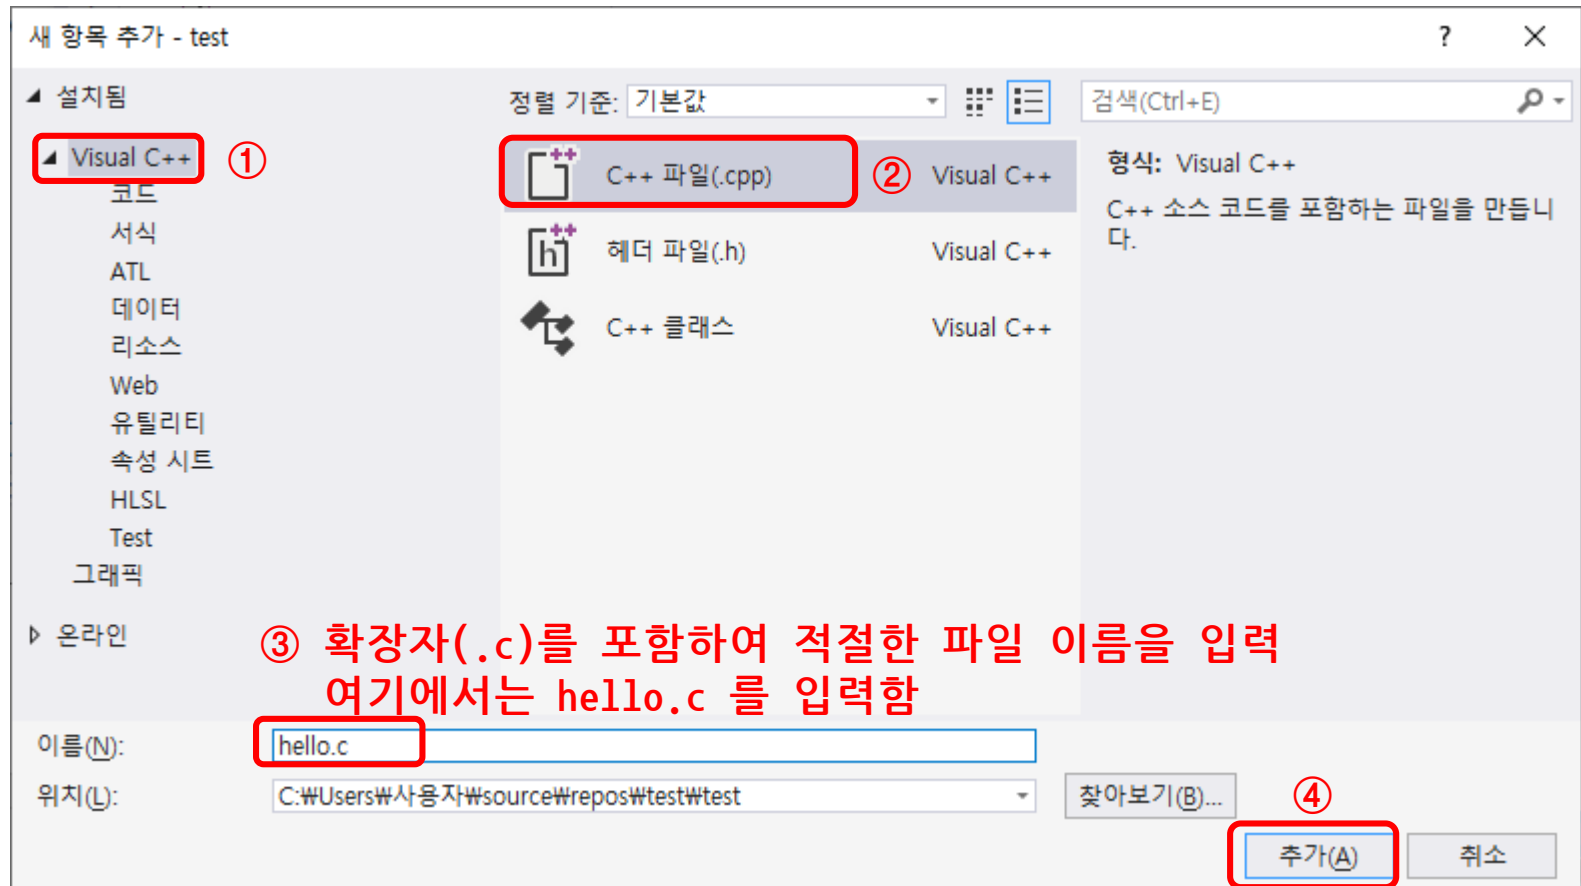 새 항목 추가 - test
?
설치됨
Visual C++
①
코드
서식
ATL
데이터
리소스
Web
유틸리티
속성 시트
HLSL
Test
그래픽
온라인
정렬 기준: 기본값
C++ 파일(.cpp)
②
Visual C++
헤더 파일(.h)
Visual C++
C++ 클래스
Visual C++
검색(Ctrl+E)
형식: Visual C++
C++ 소스 코드를 포함하는 파일을 만듭니
다.
③ 확장자(.c)를 포함하여 적절한 파일 이름을 입력
여기에서는 hello.c 를 입력함
이름(N):
hello.c
위치(L):
C:₩Users₩사용자₩source₩repos₩test₩test
찾아보기(B)...
④
추가(A)
취소